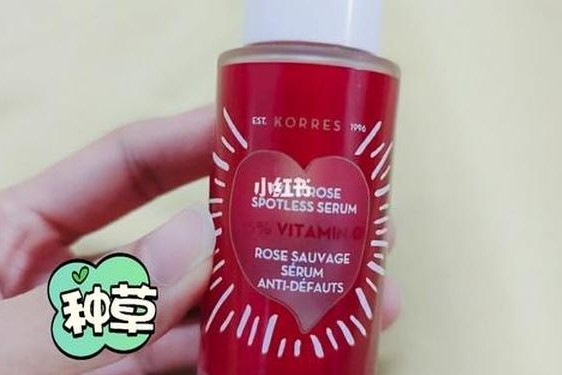 EST. KORRES 1996
小红书
ROSE
SPOTLESS SERUM
% VITAMIN
ROSE SAUVAGE
SÉRUM
ANTI-DÉFAUTS
种草